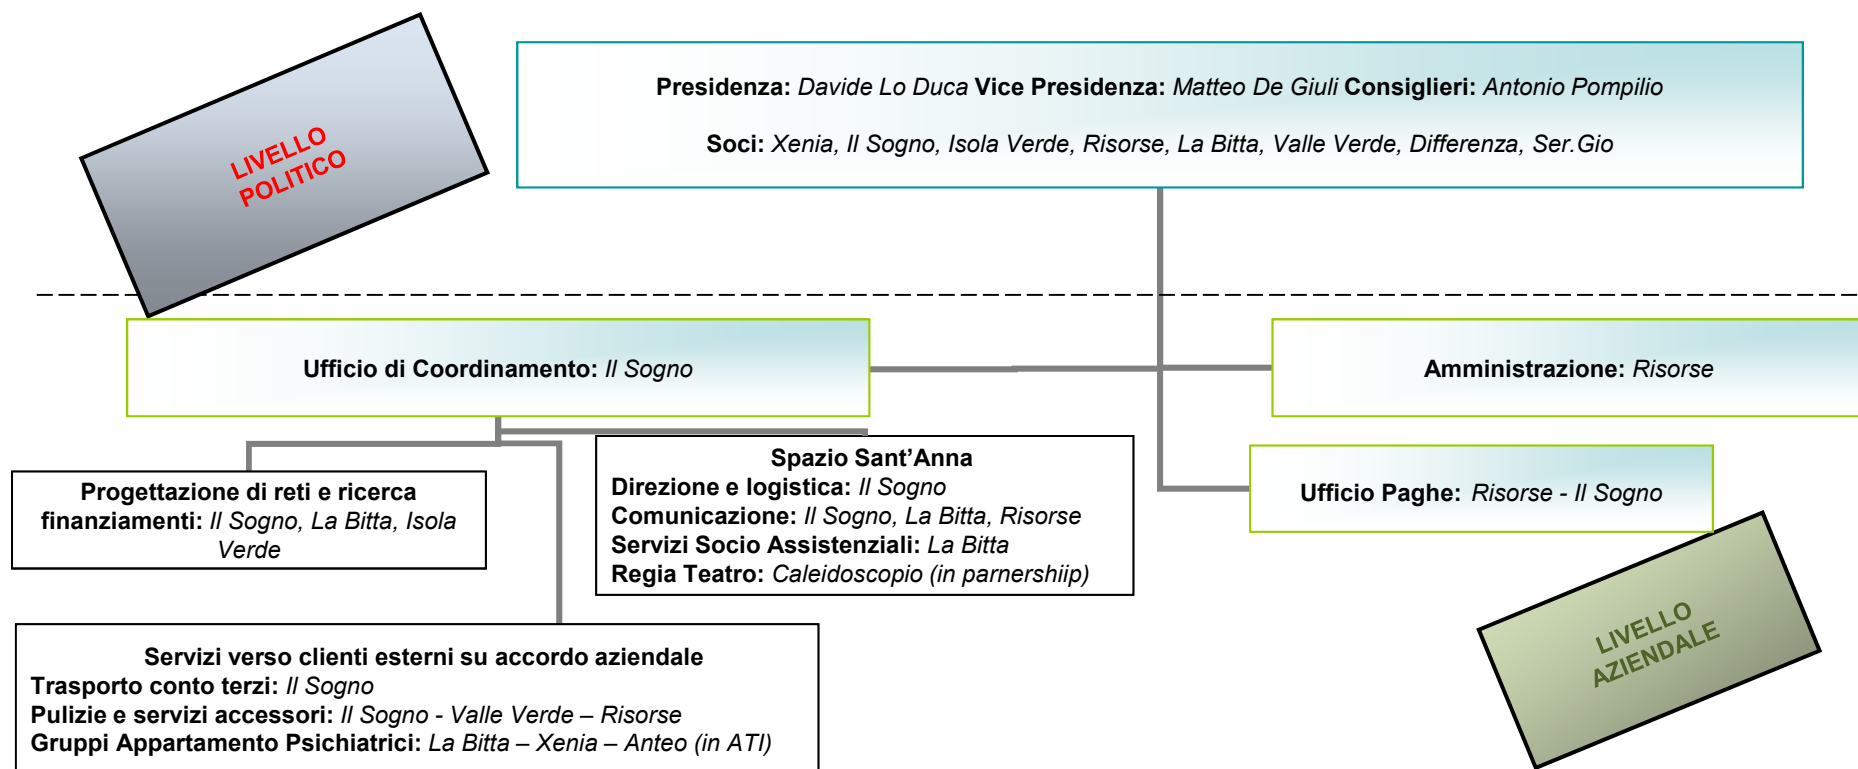 LIVELLO
POLITICO
Presidenza: Davide Lo Duca Vice Presidenza: Matteo De Giuli Consiglieri: Antonio Pompilio
Soci: Xenia, Il Sogno, Isola Verde, Risorse, La Bitta, Valle Verde, Differenza, Ser.Gio
Ufficio di Coordinamento: Il Sogno
Amministrazione: Risorse
Progettazione di reti e ricerca
finanziamenti: Il Sogno, La Bitta, Isola
Verde
Spazio Sant’Anna
Direzione e logistica: Il Sogno
Comunicazione: Il Sogno, La Bitta, Risorse
Servizi Socio Assistenziali: La Bitta
Regia Teatro: Caleidoscopio (in parnershiip)
Ufficio Paghe: Risorse - Il Sogno
LIVELLO
AZIENDALE
Servizi verso clienti esterni su accordo aziendale
Trasporto conto terzi: Il Sogno
Pulizie e servizi accessori: Il Sogno - Valle Verde – Risorse
Gruppi Appartamento Psichiatrici: La Bitta – Xenia – Anteo (in ATI)